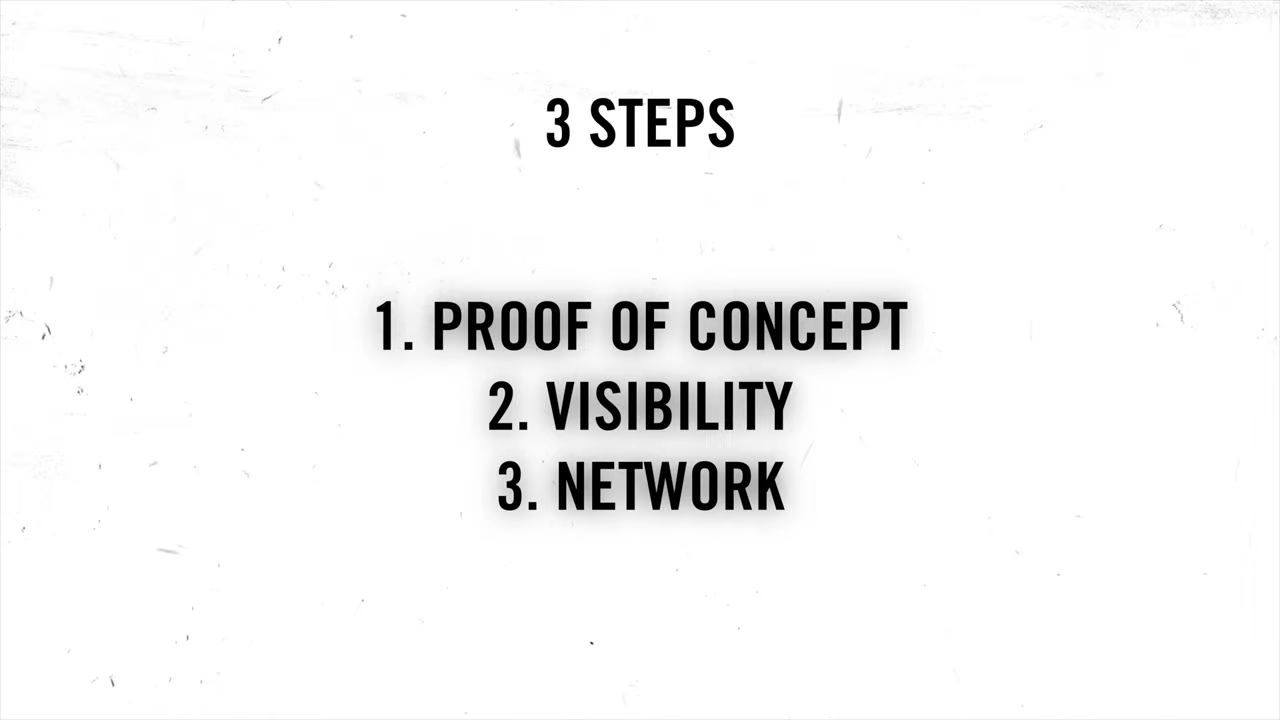 3 STEPS
1. PROOF OF CONCEPT
2. VISIBILITY
3. NETWORK